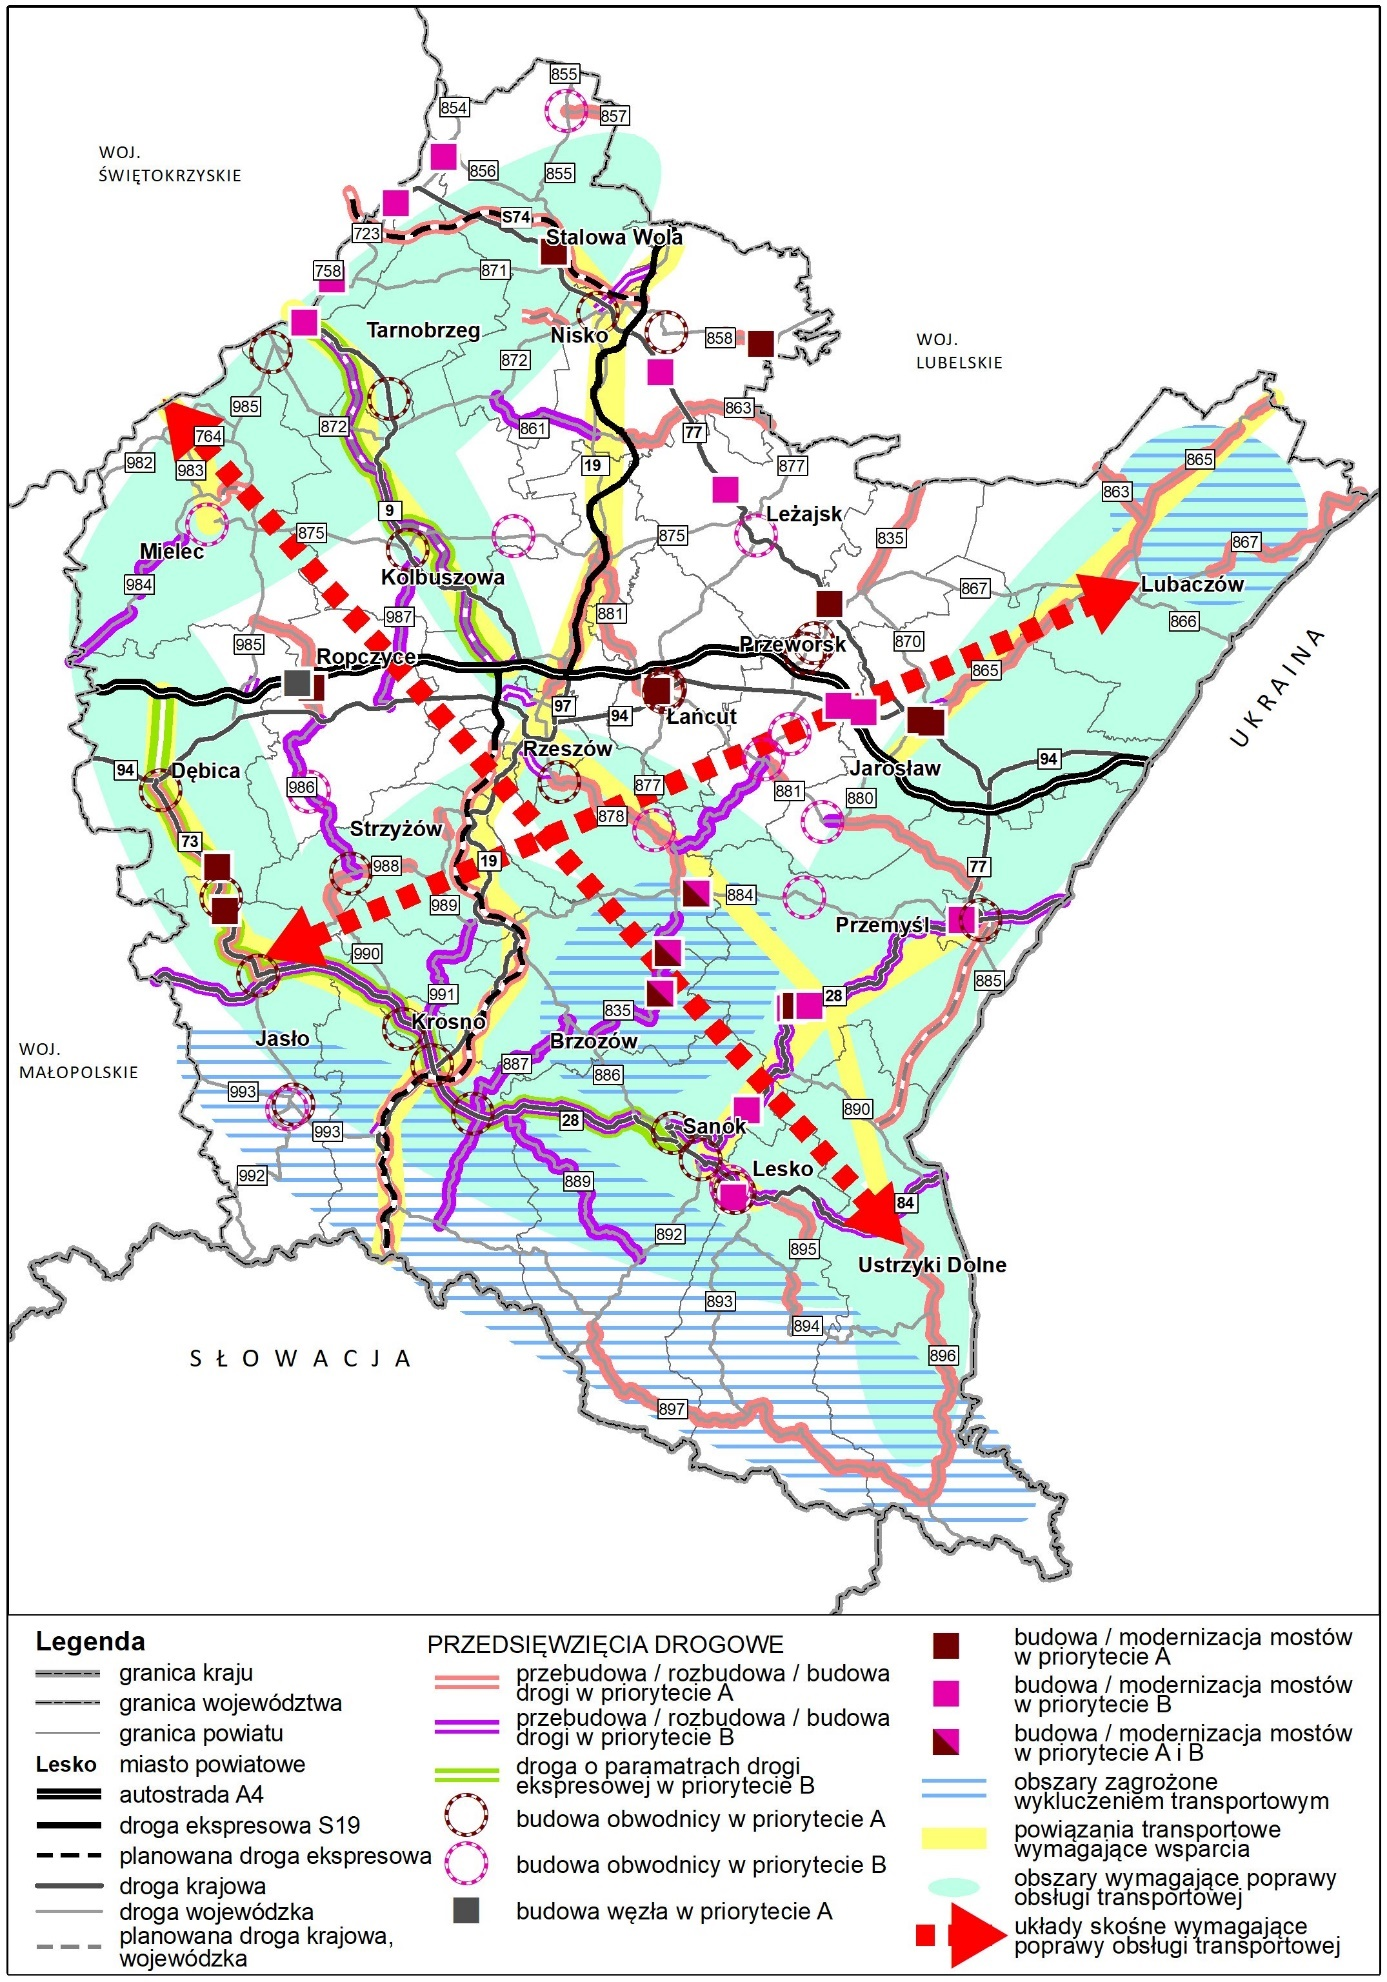 855
854
857
WOJ.
ŚWIĘTOKRZYSKIE
856
855
S74
723
Stalowa Wola
758
871
Tarnobrzeg
Nisko
858
WOJ.
LUBELSKIE
872
985
863
764
872
861
77
982
983
19
877
865
863
9
Leżajsk
875
875
835
867
Mielec
Kolbuszowa
984
867
Lubaczów
987
881
866
985
Przeworsk
870
Ropczyce
865
UKRAINA
97
94
Łańcut
Rzeszów
94
Dębica
94
Jarosław
986
877
881
880
878
Strzyżów
73
19
988
77
884
989
Przemyśl
990
885
991
28
835
Krosno
WOJ.
MAŁOPOLSKIE
Jasło
Brzozów
887
886
993
890
28
993
Sanok
Lesko
992
889
84
892
895
Ustrzyki Dolne
893
894
SŁOWACJA
896
897
Legenda
granica kraju
granica województwa
granica powiatu
Lesko miasto powiatowe
autostrada A4
droga ekspresowa S19
planowana droga ekspresowa
droga krajowa
droga wojewódzka
planowana droga krajowa,
wojewódzka
PRZEDSIĘWZIĘCIA DROGOWE
przebudowa / rozbudowa / budowa
drogi w priorytecie A
przebudowa / rozbudowa / budowa
drogi w priorytecie B
droga o paramatrach drogi
ekspresowej w priorytecie B
budowa obwodnicy w priorytecie A
budowa obwodnicy w priorytecie B
budowa węzła w priorytecie A
budowa / modernizacja mostów
w priorytecie A
budowa / modernizacja mostów
w priorytecie B
budowa / modernizacja mostów
w priorytecie A i B
obszary zagrożone
wykluczeniem transportowym
powiązania transportowe
wymagające wsparcia
obszary wymagające poprawy
obsługi transportowej
układy skośne wymagające
poprawy obsługi transportowej